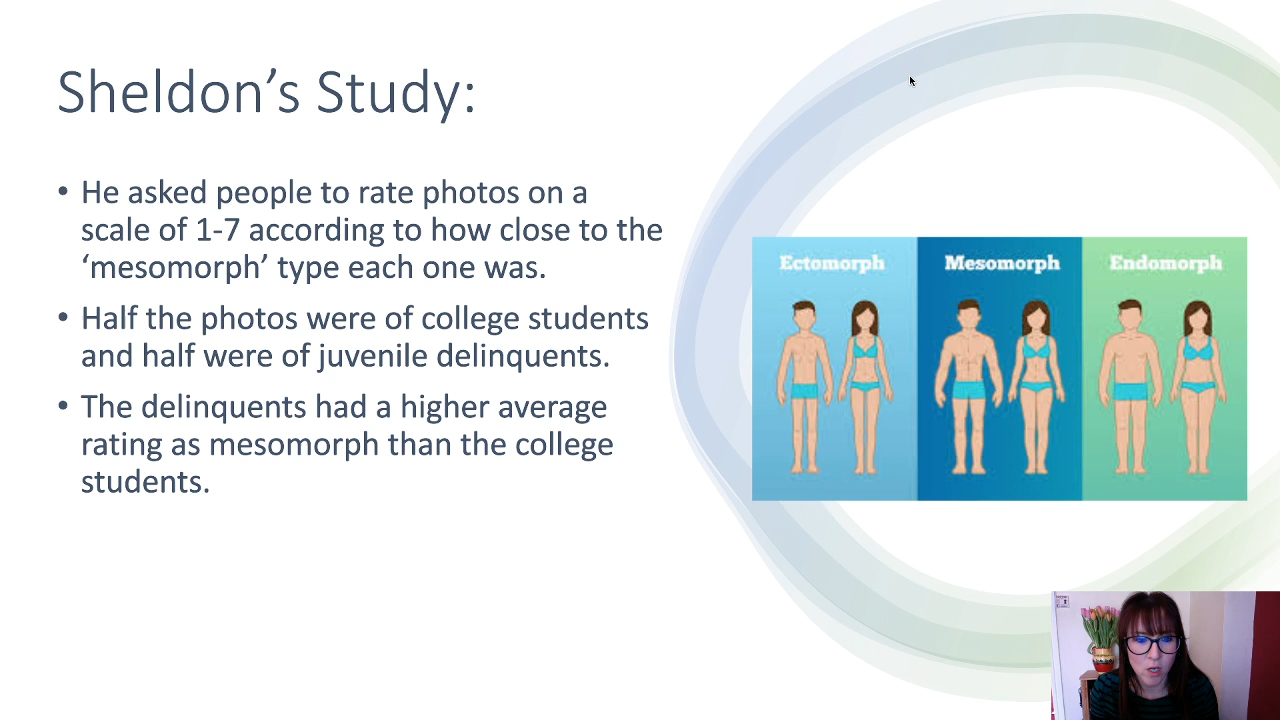 Sheldon’s Study:
• He asked people to rate photos on a
scale of 1-7 according to how close to the
‘mesomorph’ type each one was.
• Half the photos were of college students
and half were of juvenile delinquents.
• The delinquents had a higher average
rating as mesomorph than the college
students.
Ectomorph
Mesomorph
Endomorph